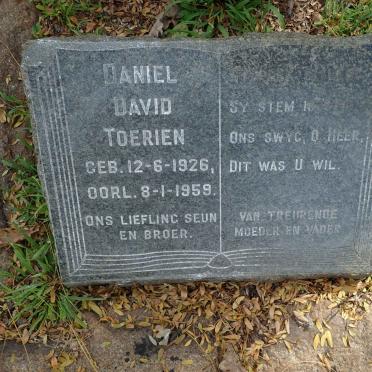 DANIEL
DAVID
TOERIEN
GEB. 12-6-1926,
OORL. 8-1-1959.
ONS LIEFLING SEUN
EN BROER.
SY STEM
ONS SWYG, O HEER,
DIT WAS U WIL.
VAN TREURENDE
MOEDER EN VADER